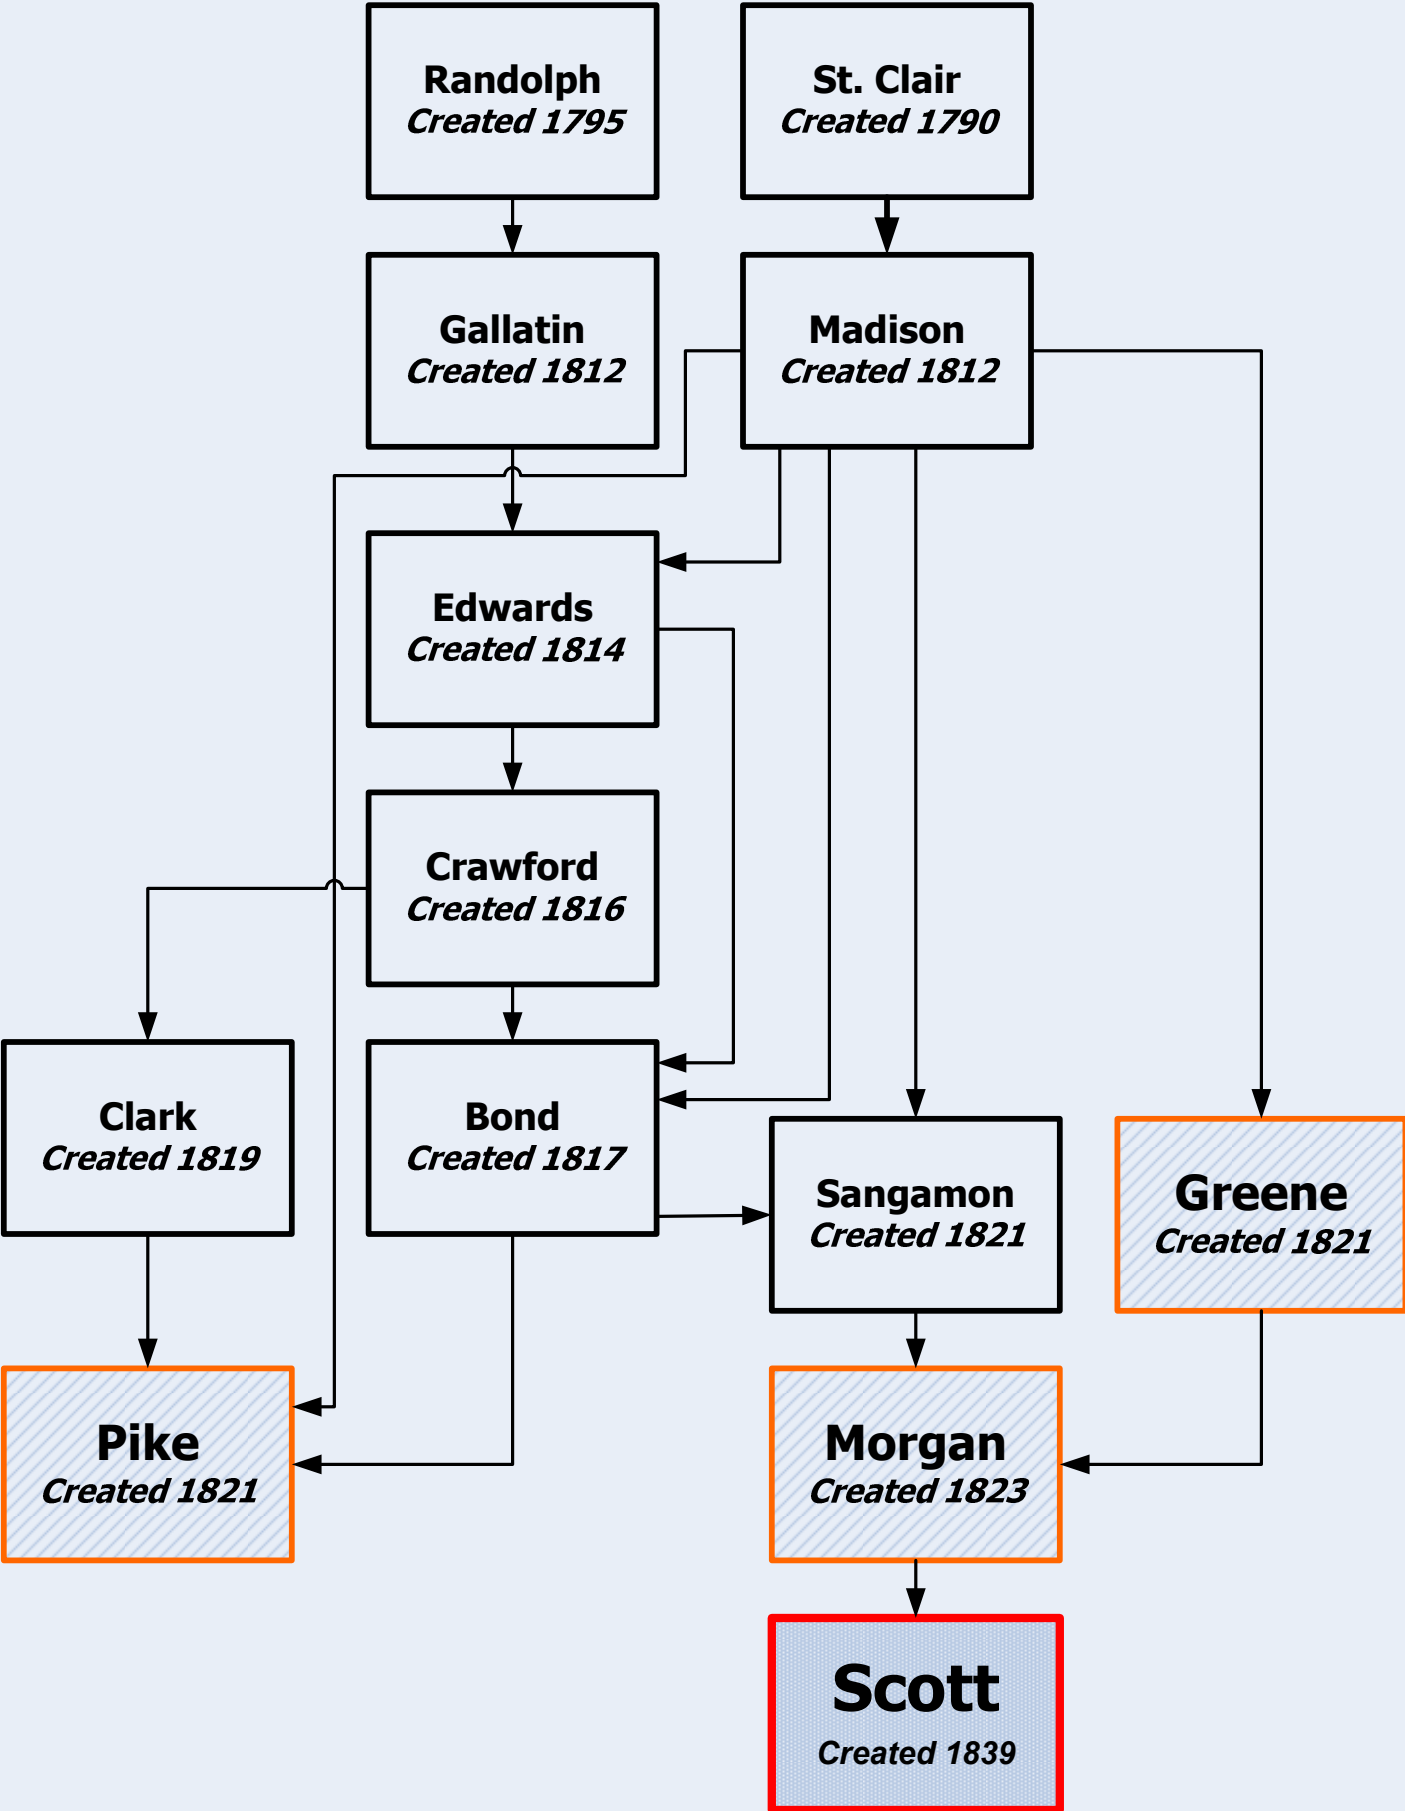 Randolph
Created 1795
St. Clair
Created 1790
Gallatin
Created 1812
Madison
Created 1812
Edwards
Created 1814
Crawford
Created 1816
Clark
Created 1819
Bond
Created 1817
Sangamon
Created 1821
Greene
Created 1821
Pike
Created 1821
Morgan
Created 1823
Scott
Created 1839